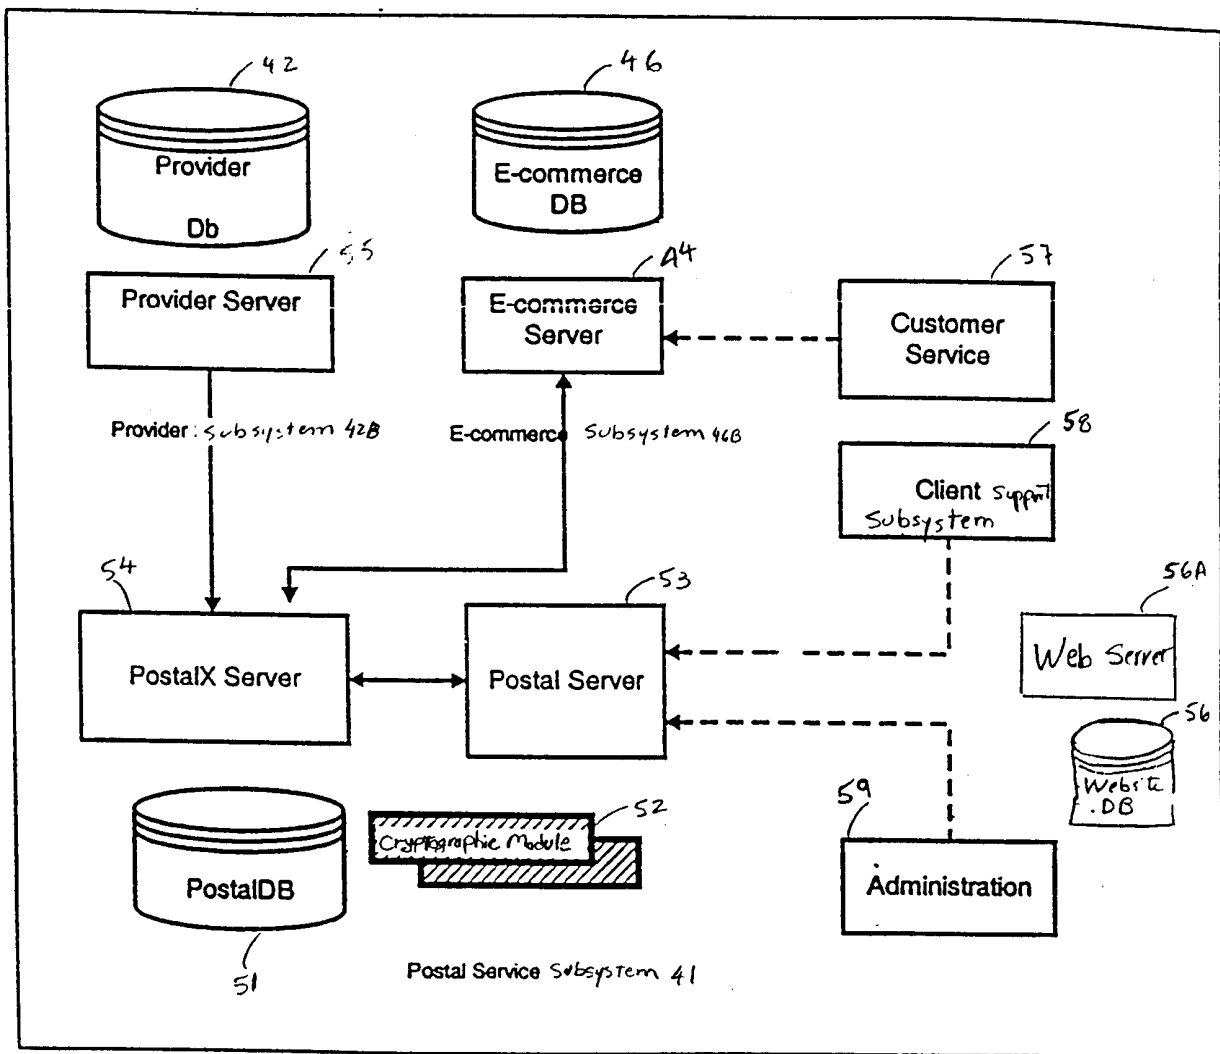 42
46
Provider
Db
E-commerce
DB
55
44
57
Provider Server
E-commerce
Server
Customer
Service
Provider: Subsystem 42B
E-commerce Subsystem 46B
58
Client Support
Subsystem
54
53
56A
PostalX Server
Postal Server
Web Server
56
Website
.DB
52
59
Cryptographic Module
PostalDB
Administration
51
Postal Service Subsystem 41